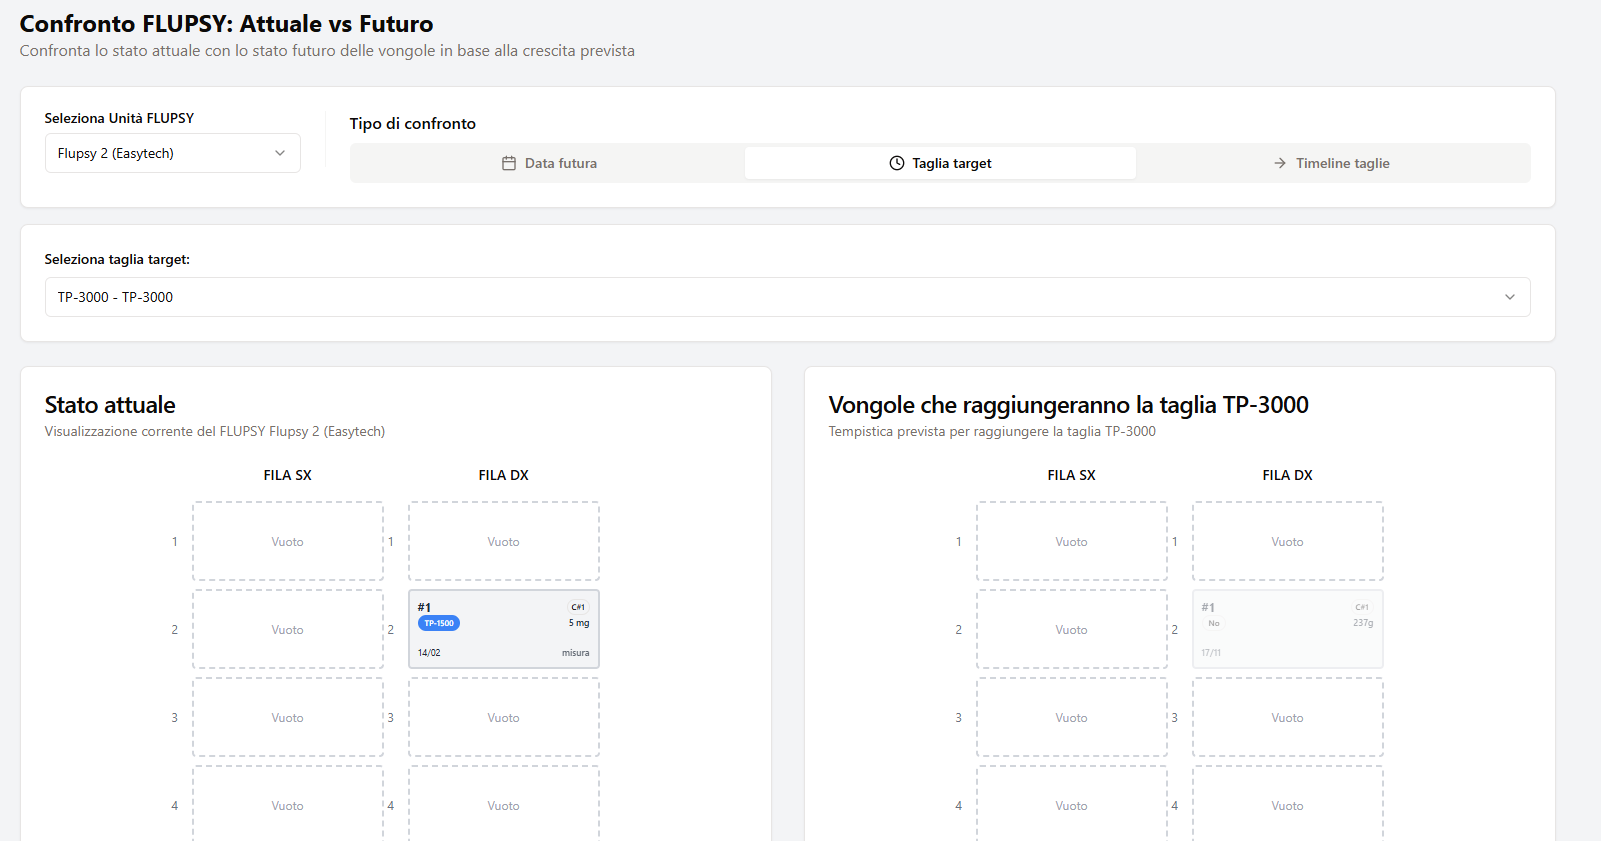 Confronto FLUPSY: Attuale vs Futuro
Confronta lo stato attuale con lo stato futuro delle vongole in base alla crescita prevista
Seleziona Unità FLUPSY
Flupsy 2 (Easytech)
Tipo di confronto
Data futura
Taglia target
Timeline taglie
Seleziona taglia target:
TP-3000 - TP-3000
Stato attuale
Visualizzazione corrente del FLUPSY Flupsy 2 (Easytech)
FILA SX FILA DX
1 Vuoto 1 Vuoto
2 Vuoto 2 #1 C#1
TP-1500 5 mg
14/02 misura
3 Vuoto 3 Vuoto
4 Vuoto 4 Vuoto
Vongole che raggiungeranno la taglia TP-3000
Tempistica prevista per raggiungere la taglia TP-3000
FILA SX FILA DX
1 Vuoto 1 Vuoto
2 Vuoto 2 #1 C#1
No 237g
17/11
3 Vuoto 3 Vuoto
4 Vuoto 4 Vuoto